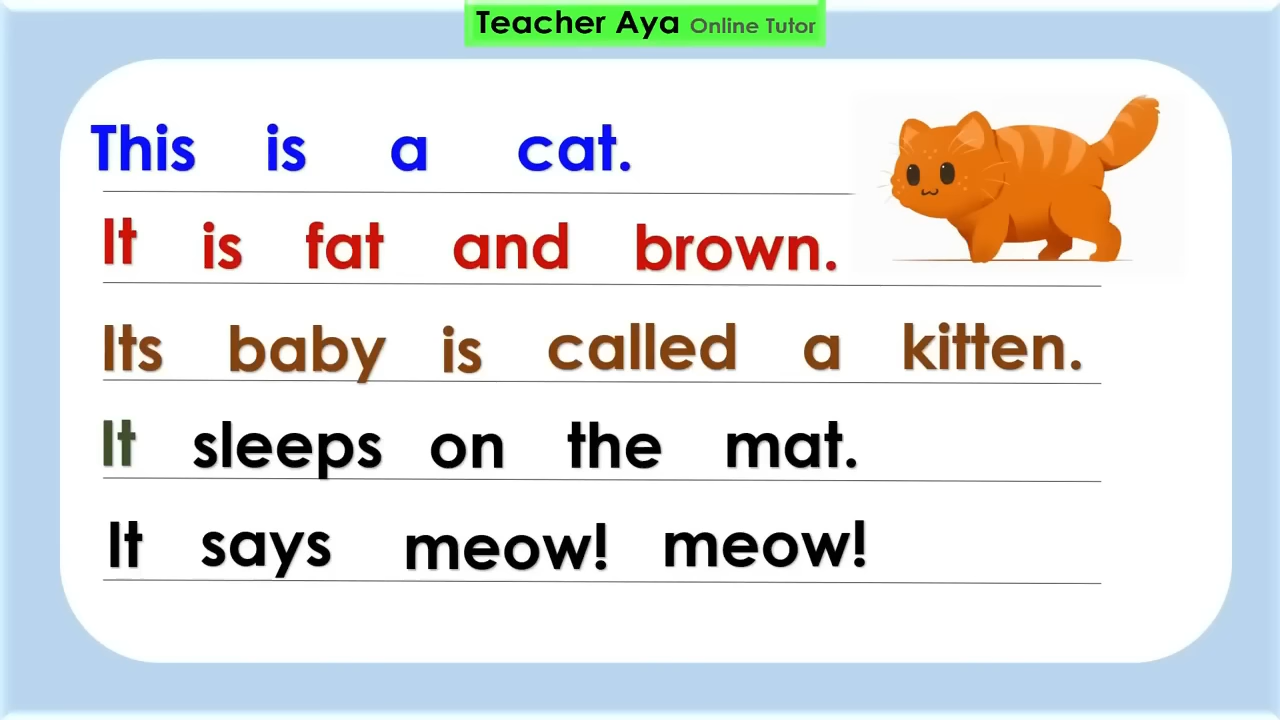 Teacher Aya Online Tutor
This is a cat.
It is fat and brown.
Its baby is called a kitten.
It sleeps on the mat.
It says meow! meow!